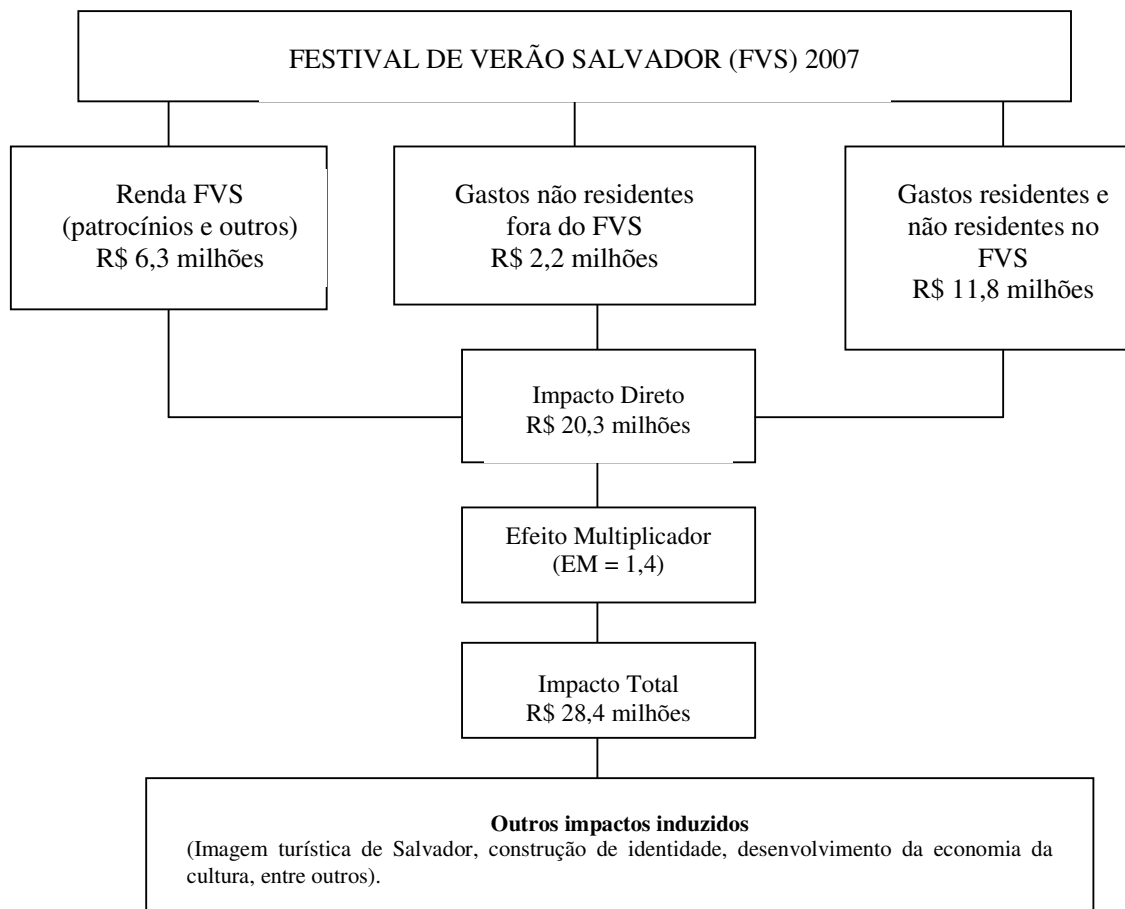 FESTIVAL DE VERÃO SALVADOR (FVS) 2007
Renda FVS
(patrocínios e outros)
R$ 6,3 milhões
Gastos não residentes
fora do FVS
R$ 2,2 milhões
Gastos residentes e
não residentes no
FVS
R$ 11,8 milhões
Impacto Direto
R$ 20,3 milhões
Efeito Multiplicador
(EM = 1,4)
Impacto Total
R$ 28,4 milhões
Outros impactos induzidos
(Imagem turística de Salvador, construção de identidade, desenvolvimento da economia da
cultura, entre outros).